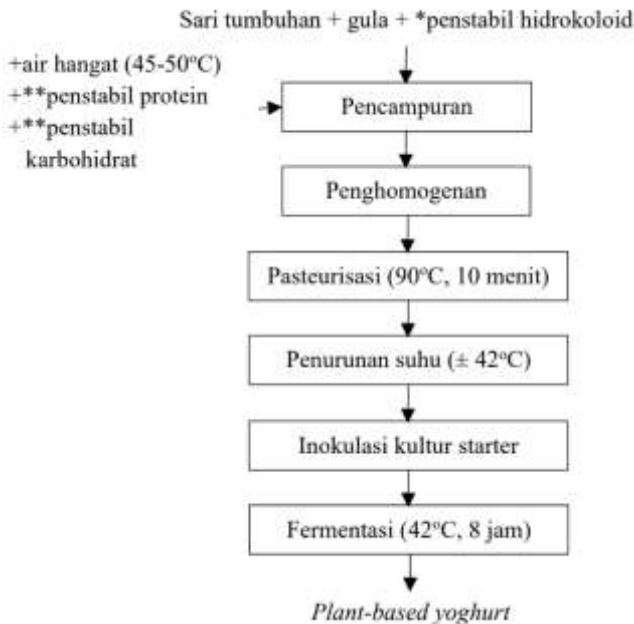 Sari tumbuhan + gula + *penstabil hidrokoloid
+air hangat (45-50°C)
+**penstabil protein
+**penstabil
karbohidrat
Pencampuran
Penghomogenan
Pasteurisasi (90°C, 10 menit)
Penurunan suhu (± 42°C)
Inokulasi kultur starter
Fermentasi (42°C, 8 jam)
Plant-based yoghurt